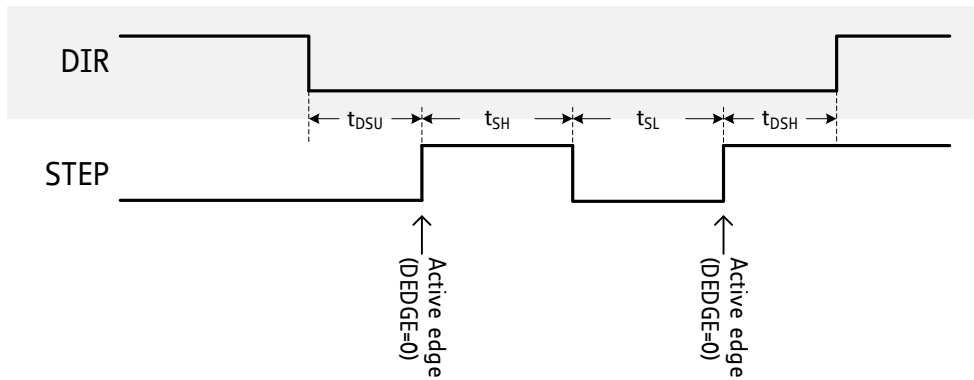 DIR
tDSU tSH tSL tDSH
STEP
Active edge
(DEDGE=0)
Active edge
(DEDGE=0)